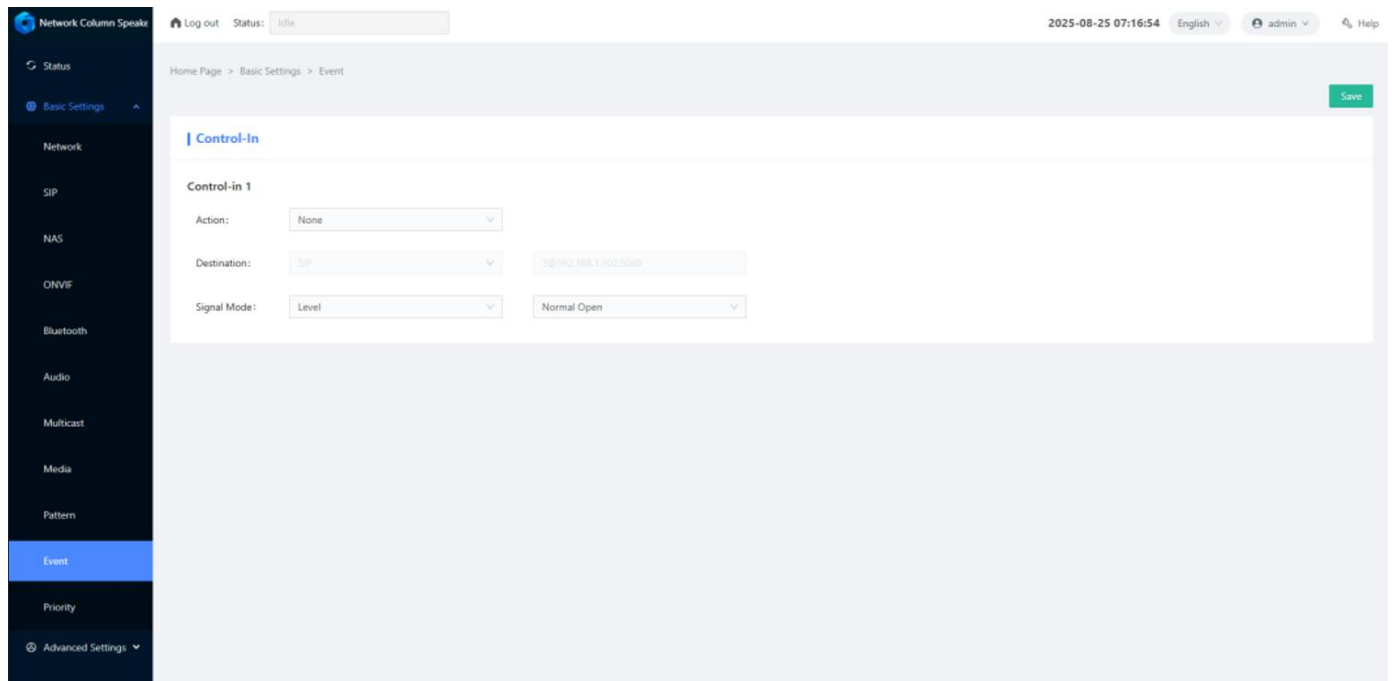 Network Column Speake
Log out Status: Idle 2025-08-25 07:16:54 English admin Help
Status
Home Page > Basic Settings > Event
Basic Settings
Save
Control-In
Network
Control-in 1
SIP
Action: None
NAS
Destination: SIP 3@192.168.1.102:5060
ONVIF
Signal Mode: Level Normal Open
Bluetooth
Audio
Multicast
Media
Pattern
Event
Priority
Advanced Settings